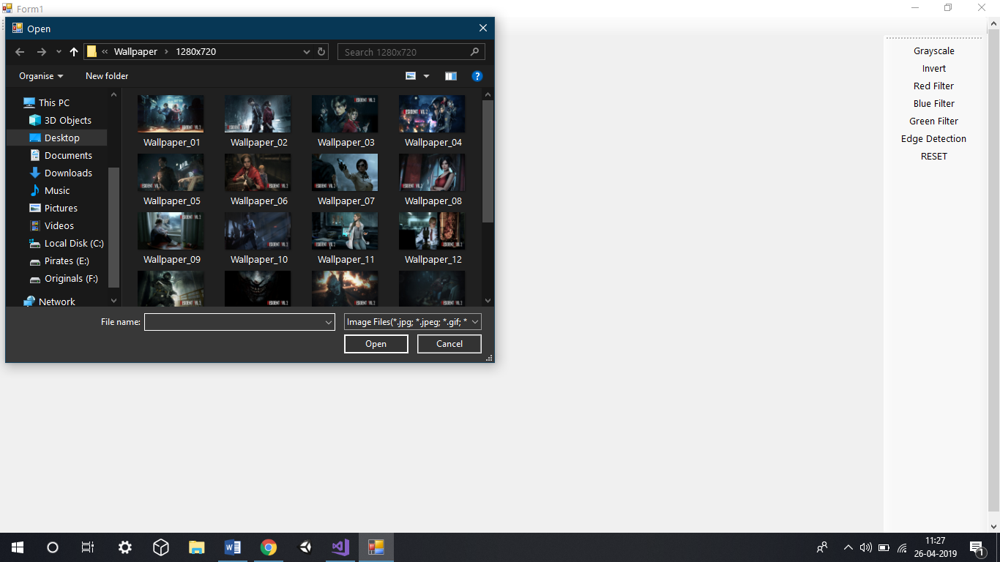 Form1
Open
Wallpaper › 1280x720
Search 1280x720
Organise
New folder
This PC
3D Objects
Desktop
Documents
Downloads
Music
Pictures
Videos
Local Disk (C:)
Pirates (E:)
Originals (F:)
Network
Wallpaper_01
Wallpaper_02
Wallpaper_03
Wallpaper_04
Wallpaper_05
Wallpaper_06
Wallpaper_07
Wallpaper_08
Wallpaper_09
Wallpaper_10
Wallpaper_11
Wallpaper_12
File name:
Image Files(*.jpg; *.jpeg; *.gif; *
Open
Cancel
Grayscale
Invert
Red Filter
Blue Filter
Green Filter
Edge Detection
RESET
11:27
26-04-2019
1